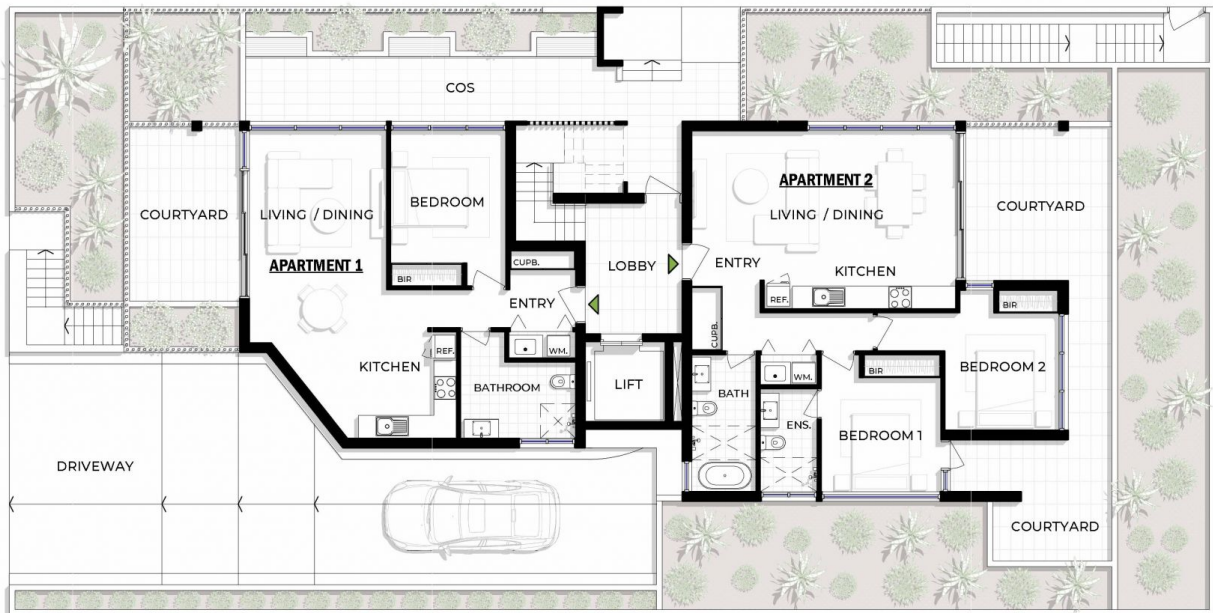 COS
COURTYARD
LIVING / DINING
BEDROOM
APARTMENT 1
BIR
CUPB.
ENTRY
LOBBY
ENTRY
APARTMENT 2
LIVING / DINING
KITCHEN
COURTYARD
REF.
BIR
CUPB.
KITCHEN
REF.
WM.
BATHROOM
LIFT
BATH
WM.
BIR
BEDROOM 2
ENS.
BEDROOM 1
DRIVEWAY
COURTYARD